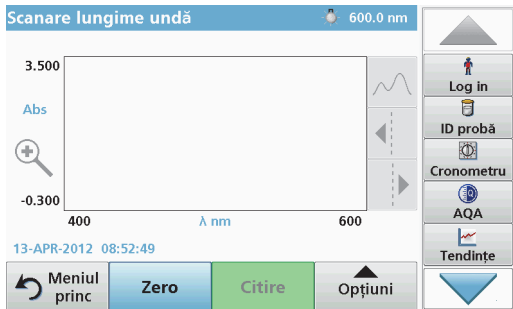 Scanare lungime undă
600.0 nm
3.500
Abs
-0.300
400
λ nm
600
13-APR-2012 08:52:49
Meniul
princ
Zero
Citire
Opțiuni
Log in
ID probă
Cronometru
AQA
Tendințe